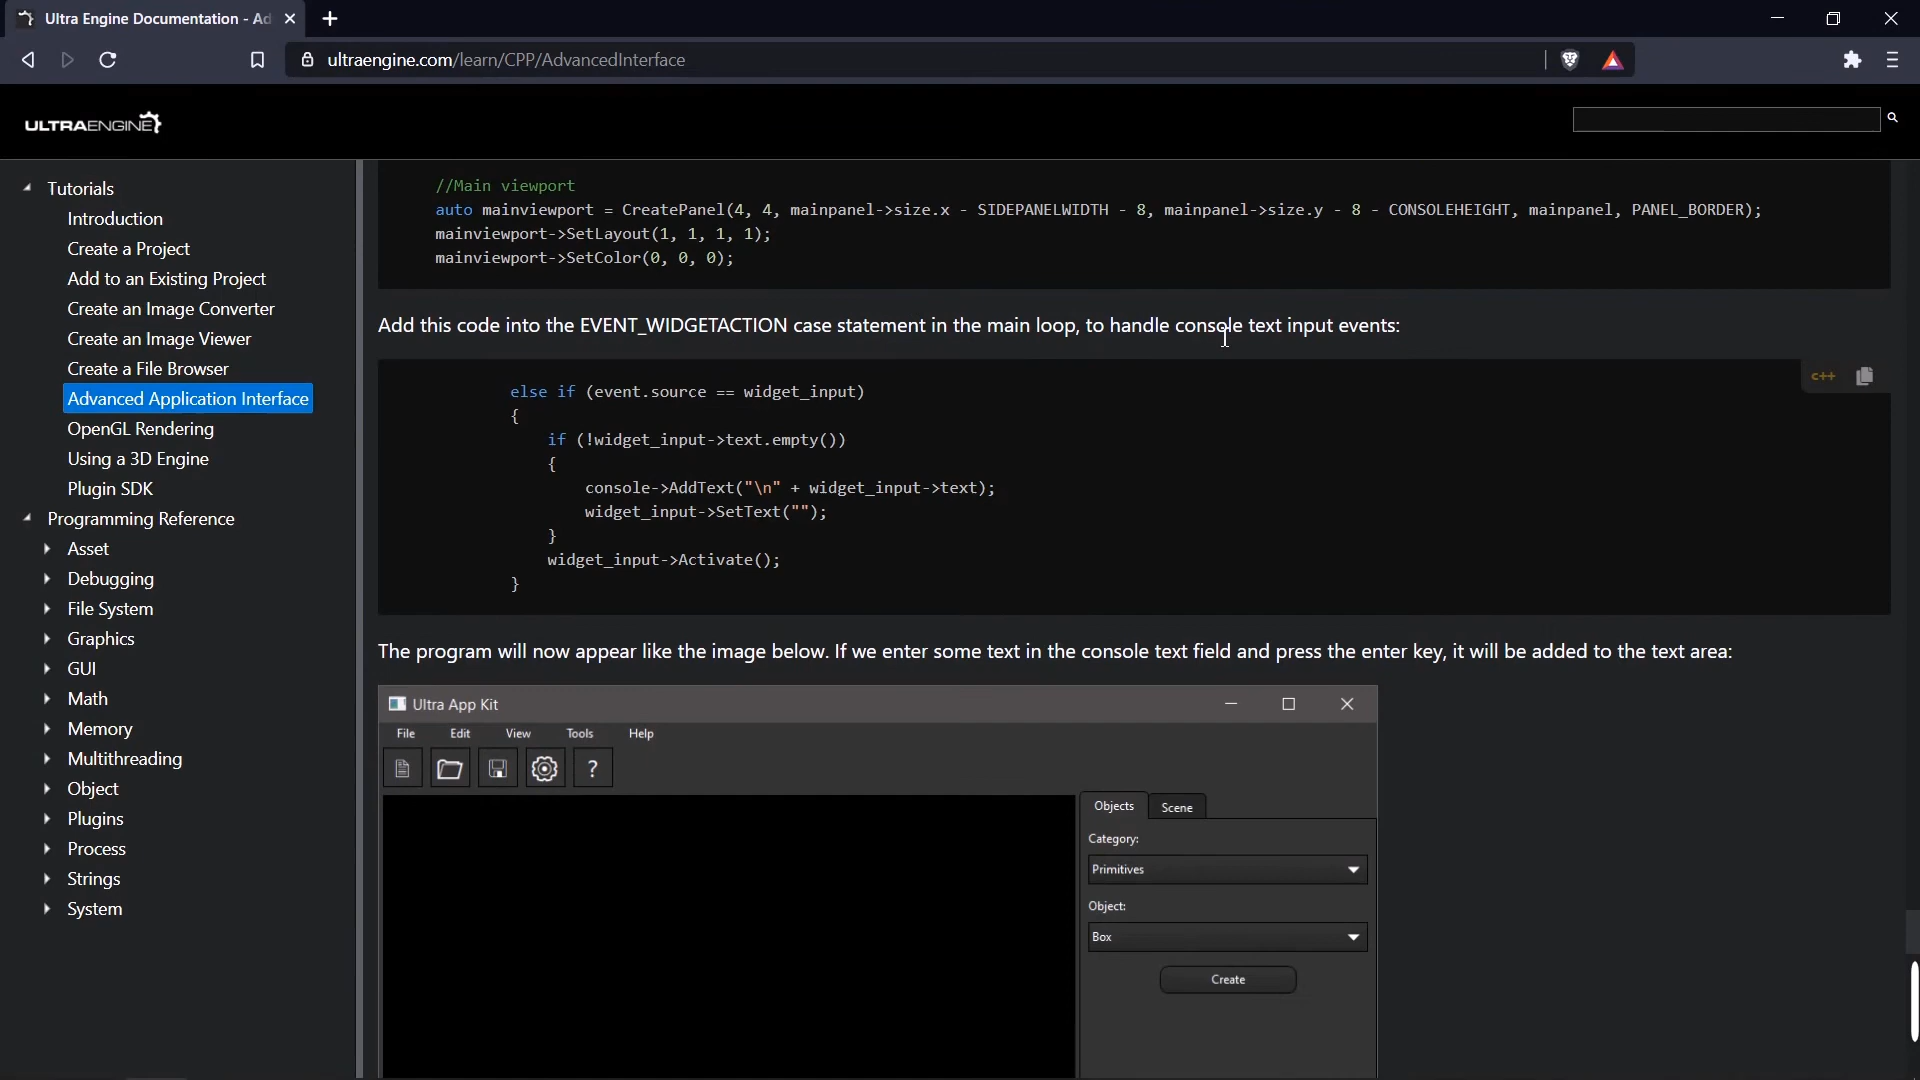 Ultra Engine Documentation - Ad
ultraengine.com/learn/CPP/AdvancedInterface
ULTRAENGINE
Tutorials
Introduction
Create a Project
Add to an Existing Project
Create an Image Converter
Create an Image Viewer
Create a File Browser
Advanced Application Interface
OpenGL Rendering
Using a 3D Engine
Plugin SDK
Programming Reference
Asset
Debugging
File System
Graphics
GUI
Math
Memory
Multithreading
Object
Plugins
Process
Strings
System
//Main viewport
auto mainviewport = CreatePanel(4, 4, mainpanel->size.x - SIDEPANELWIDTH - 8, mainpanel->size.y - 8 - CONSOLEHEIGHT, mainpanel, PANEL_BORDER);
mainviewport->SetLayout(1, 1, 1, 1);
mainviewport->SetColor(0, 0, 0);
Add this code into the EVENT_WIDGETACTION case statement in the main loop, to handle console text input events:
c++
else if (event.source == widget_input)
{
if (!widget_input->text.empty())
{
console->AddText("\n" + widget_input->text);
widget_input->SetText("");
}
widget_input->Activate();
}
The program will now appear like the image below. If we enter some text in the console text field and press the enter key, it will be added to the text area:
Ultra App Kit
File Edit View Tools Help
?
Objects Scene
Category:
Primitives
Object:
Box
Create